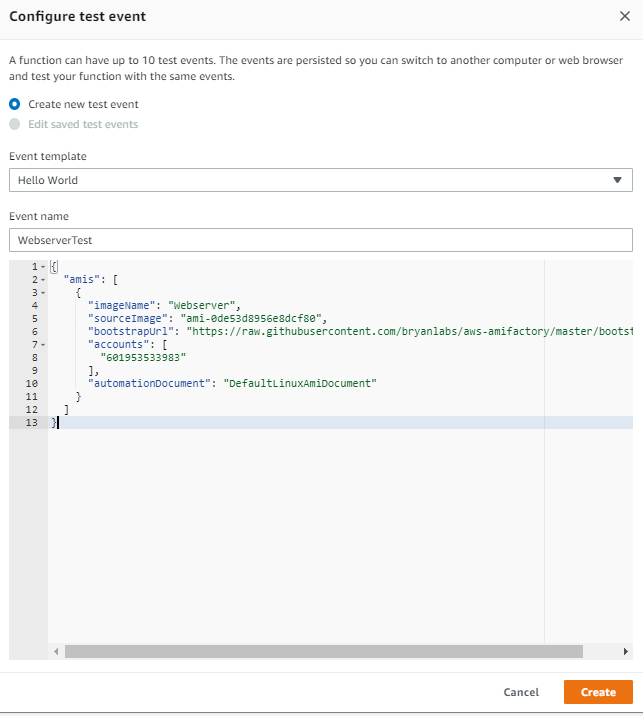 Configure test event
A function can have up to 10 test events. The events are persisted so you can switch to another computer or web browser
and test your function with the same events.
Create new test event
Edit saved test events
Event template
Hello World
Event name
WebserverTest
1 {
2 "amis": [
3 {
4 "imageName": "Webserver",
5 "sourceImage": "ami-0de53d8956e8dcf80",
6 "bootstrapUrl": "https://raw.githubusercontent.com/bryanlabs/aws-amifactory/master/bootst
7 "accounts": [
8 "601953533983"
9 ],
10 "automationDocument": "DefaultLinuxAmiDocument"
11 }
12 ]
13 }
Cancel
Create